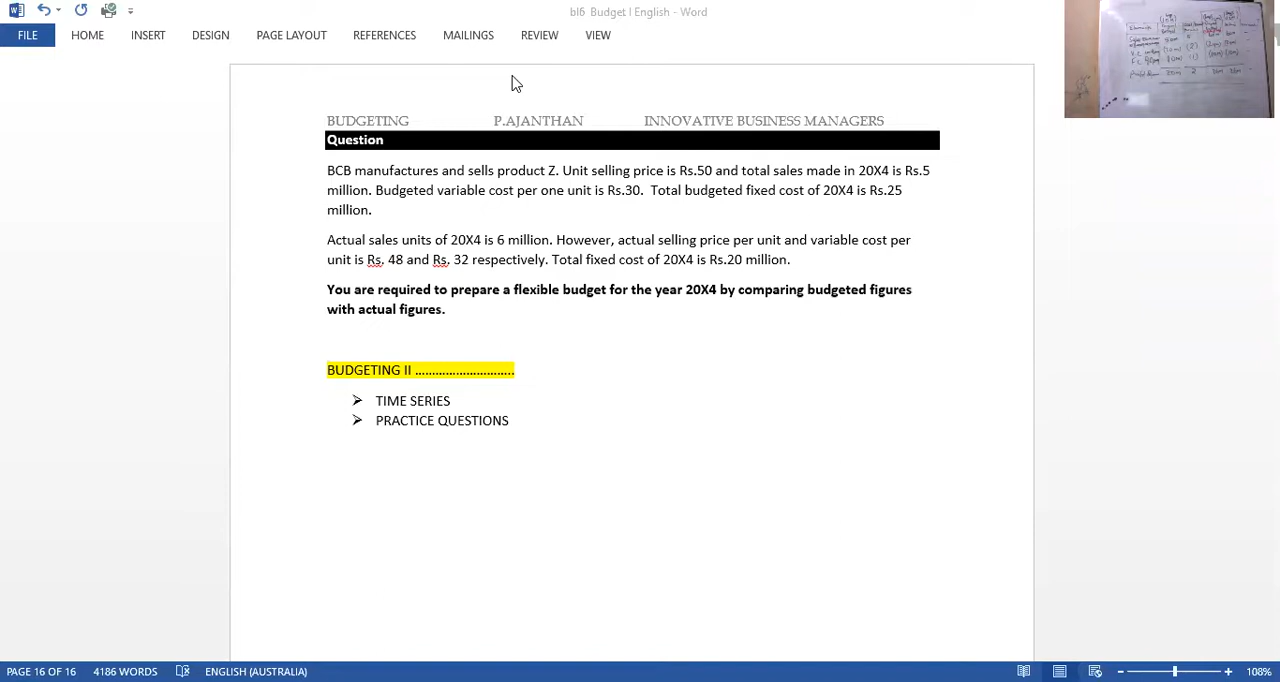 bl6 Budget I English - Word
FILE HOME INSERT DESIGN PAGE LAYOUT REFERENCES MAILINGS REVIEW VIEW
BUDGETING P.AJANTHAN INNOVATIVE BUSINESS MANAGERS
Question
BCB manufactures and sells product Z. Unit selling price is Rs.50 and total sales made in 20X4 is Rs.5
million. Budgeted variable cost per one unit is Rs.30. Total budgeted fixed cost of 20X4 is Rs.25
million.
Actual sales units of 20X4 is 6 million. However, actual selling price per unit and variable cost per
unit is Rs. 48 and Rs. 32 respectively. Total fixed cost of 20X4 is Rs.20 million.
You are required to prepare a flexible budget for the year 20X4 by comparing budgeted figures
with actual figures.
BUDGETING II ………………………..
TIME SERIES
PRACTICE QUESTIONS
PAGE 16 OF 16 4186 WORDS ENGLISH (AUSTRALIA) 108%